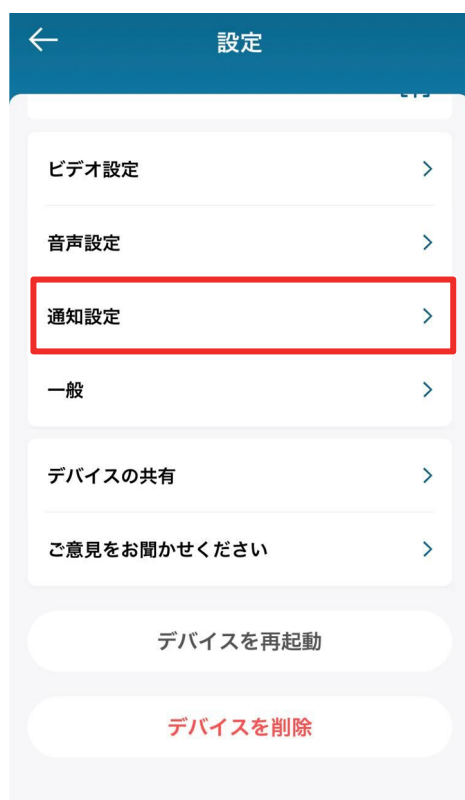 設定
ビデオ設定
音声設定
通知設定
一般
デバイスの共有
ご意見をお聞かせください
デバイスを再起動
デバイスを削除